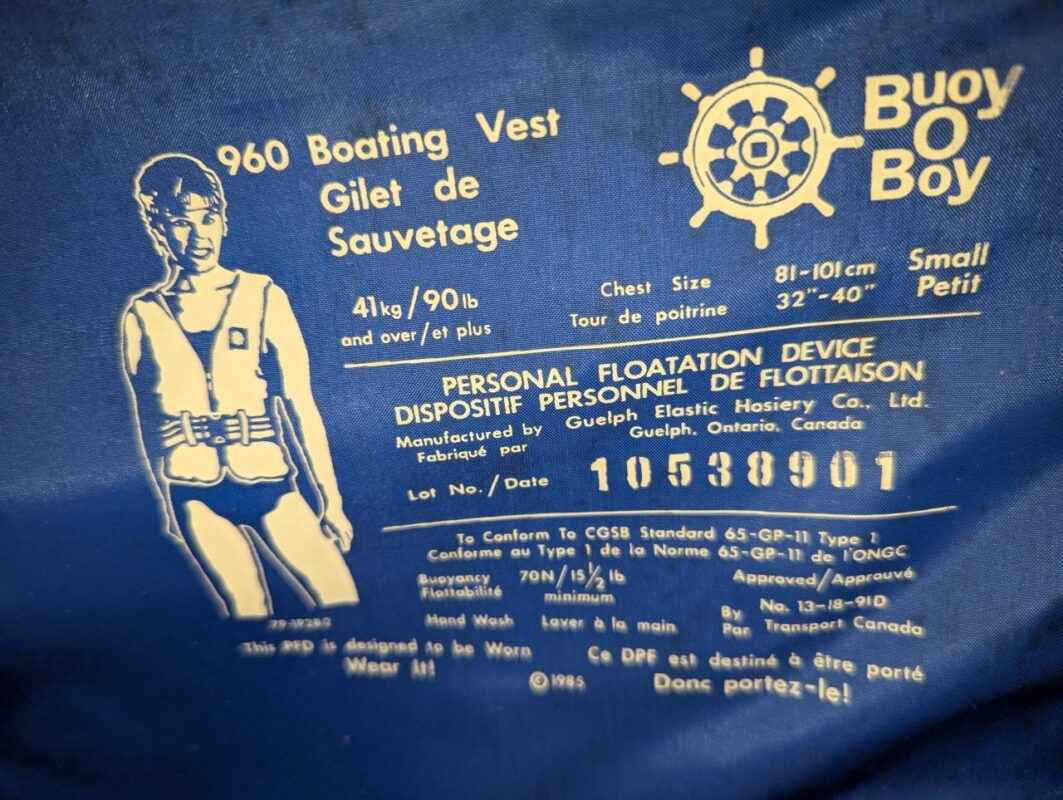 960 Boating Vest
Gilet de
Sauvetage
Buoy
O
Boy
41kg/90lb
and over/et plus
Chest Size 81-101cm Small
Tour de poitrine 32"-40" Petit
PERSONAL FLOATATION DEVICE
DISPOSITIF PERSONNEL DE FLOTTAISON
Manufactured by Guelph Elastic Hosiery Co., Ltd.
Fabriqué par Guelph, Ontario, Canada
Lot No./Date 10538901
To Conform To CGSB Standard 65-GP-11 Type 1
Conforme au Type 1 de la Norme 65-GP-11 de l'ONGC
Buoyancy 70N/15½ lb
Flottabilité minimum
Approved/Approuvé
By No. 13-18-91D
Par Transport Canada
Hand Wash Laver à la main
This PFD is designed to be Worn
Wear It!
Ce DPF est destiné à être porté
Donc portez-le!
©1985